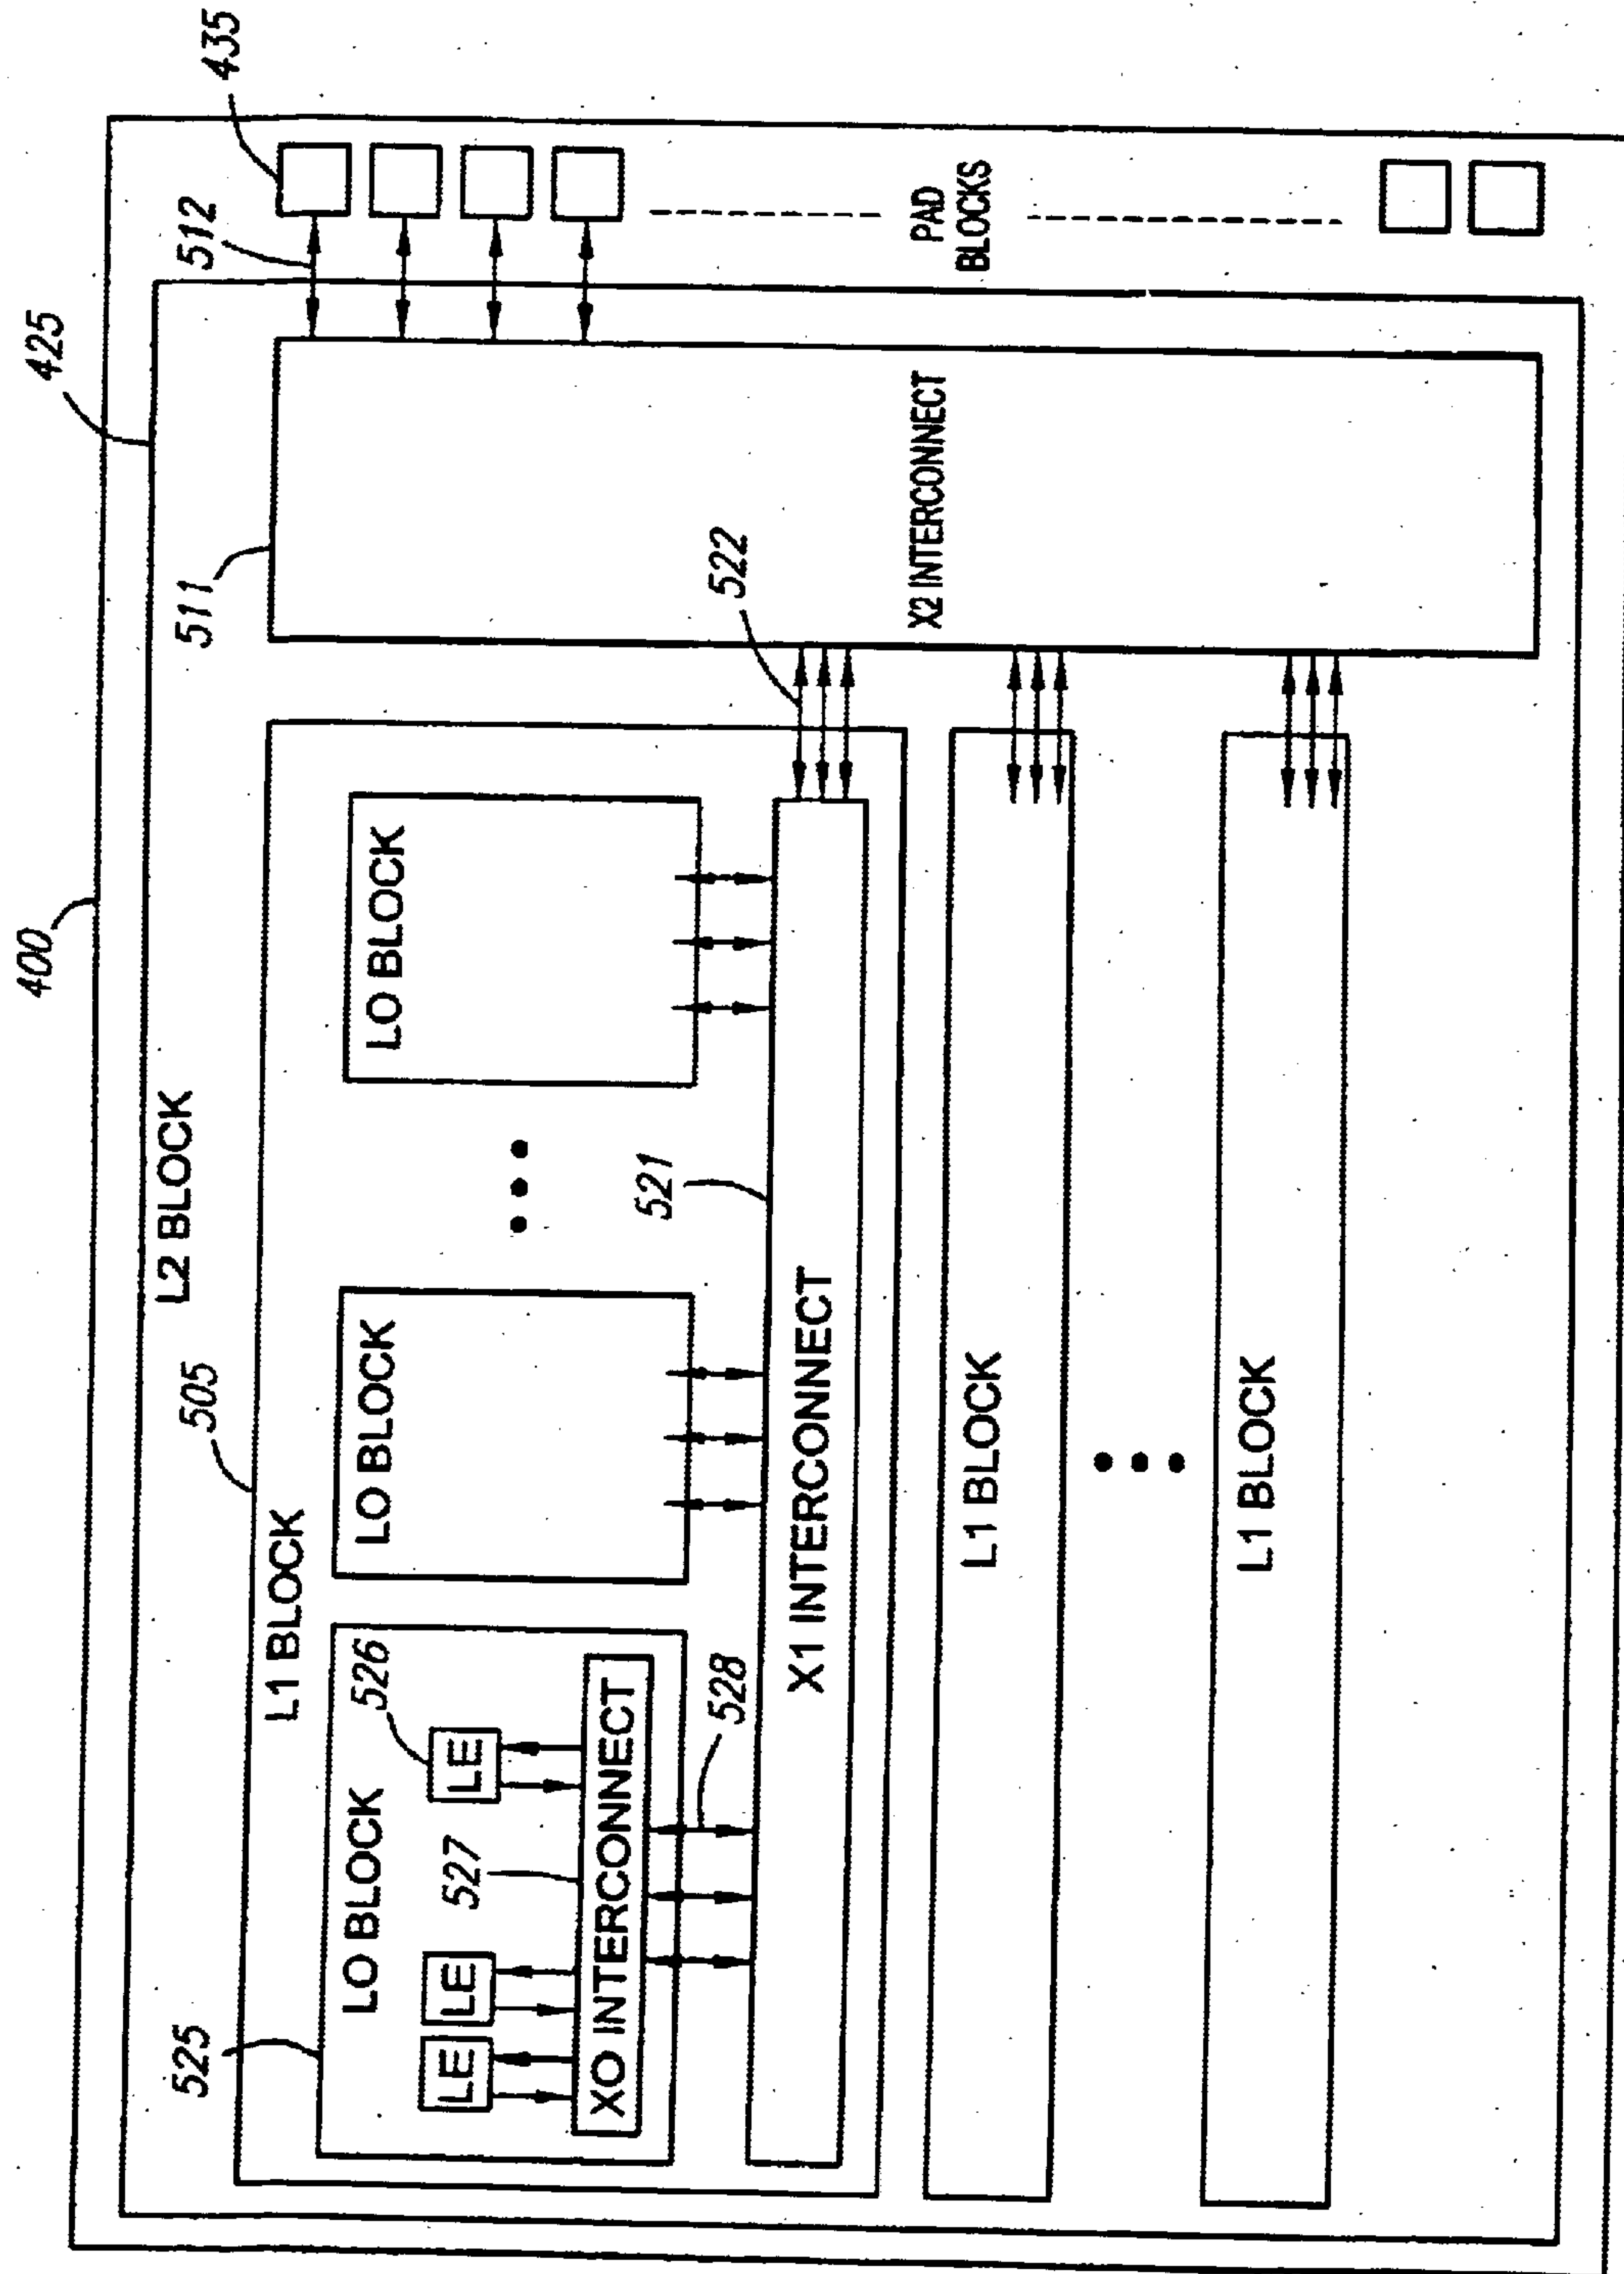 400
425
435
L2 BLOCK
505
511
512
L1 BLOCK
525
LO BLOCK
526
LE
LE
LE
527
XO INTERCONNECT
528
LO BLOCK
LO BLOCK
521
X1 INTERCONNECT
522
X2 INTERCONNECT
PAD
BLOCKS
L1 BLOCK
L1 BLOCK